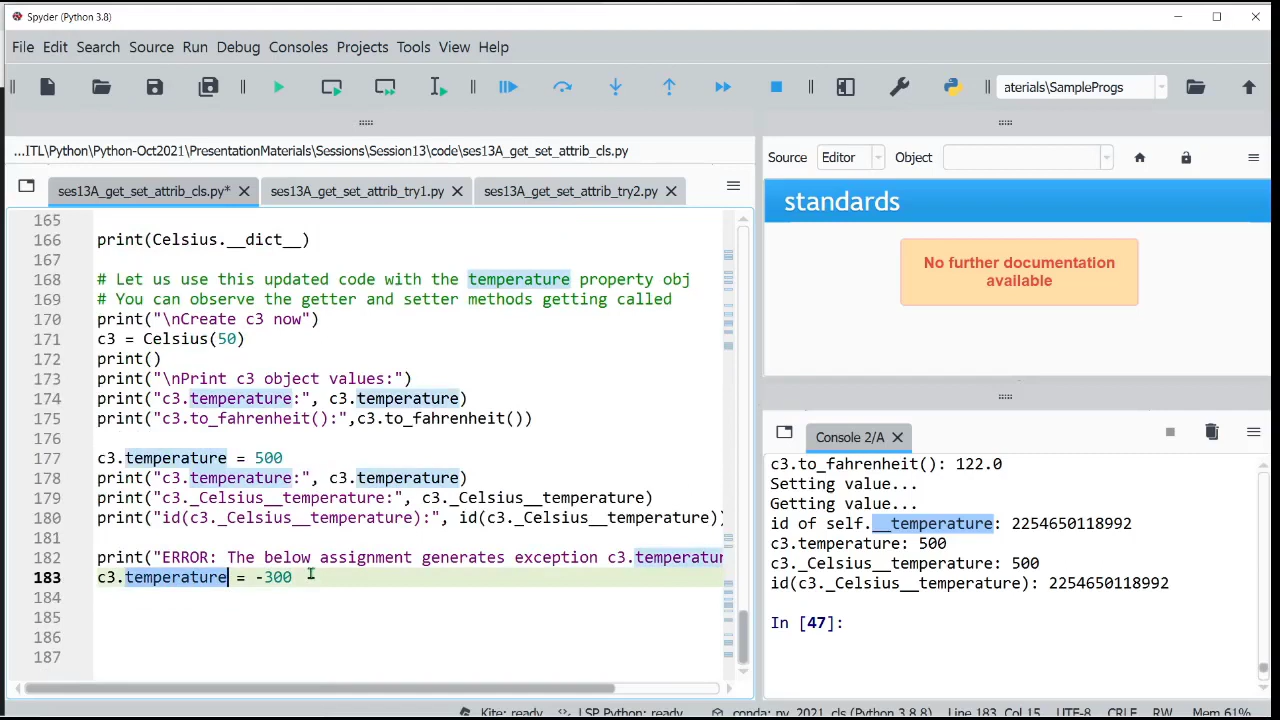 Spyder (Python 3.8)
File Edit Search Source Run Debug Consoles Projects Tools View Help
aterials\SampleProgs
...ITL\Python\Python-Oct2021\PresentationMaterials\Sessions\Session13\code\ses13A_get_set_attrib_cls.py
ses13A_get_set_attrib_cls.py* ses13A_get_set_attrib_try1.py ses13A_get_set_attrib_try2.py
165
166 print(Celsius.__dict__)
167
168 # Let us use this updated code with the temperature property obj
169 # You can observe the getter and setter methods getting called
170 print("\nCreate c3 now")
171 c3 = Celsius(50)
172 print()
173 print("\nPrint c3 object values:")
174 print("c3.temperature:", c3.temperature)
175 print("c3.to_fahrenheit():",c3.to_fahrenheit())
176
177 c3.temperature = 500
178 print("c3.temperature:", c3.temperature)
179 print("c3._Celsius__temperature:", c3._Celsius__temperature)
180 print("id(c3._Celsius__temperature):", id(c3._Celsius__temperature))
181
182 print("ERROR: The below assignment generates exception c3.temperatur
183 c3.temperature = -300
184
185
186
187
Source Editor Object
standards
No further documentation
available
Console 2/A
c3.to_fahrenheit(): 122.0
Setting value...
Getting value...
id of self.__temperature: 2254650118992
c3.temperature: 500
c3._Celsius__temperature: 500
id(c3._Celsius__temperature): 2254650118992
In [47]:
Kite: ready LSP Python: ready conda: py_2021_cls (Python 3.8.8) Line 183, Col 15 UTF-8 CRLF RW Mem 61%